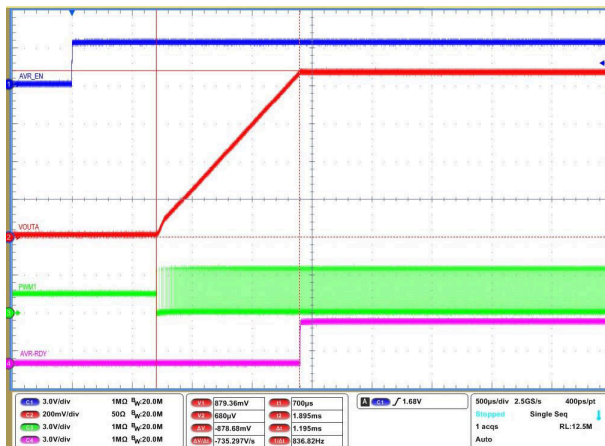 AVR_EN
1
VOUTA
2
PWM1
3
AVR-RDY
4
C1 3.0V/div 1MΩ BW:20.0M
C2 200mV/div 50Ω BW:20.0M
C3 3.0V/div 1MΩ BW:20.0M
C4 3.0V/div 1MΩ BW:20.0M
V1 879.36mV t1 700μs
V2 680μV t2 1.895ms
ΔV -878.68mV Δt 1.195ms
ΔV/Δt -735.297V/s 1/Δt 836.82Hz
A C1 1.68V
500μs/div 2.5GS/s 400ps/pt
Stopped Single Seq
1 acqs RL:12.5M
Auto